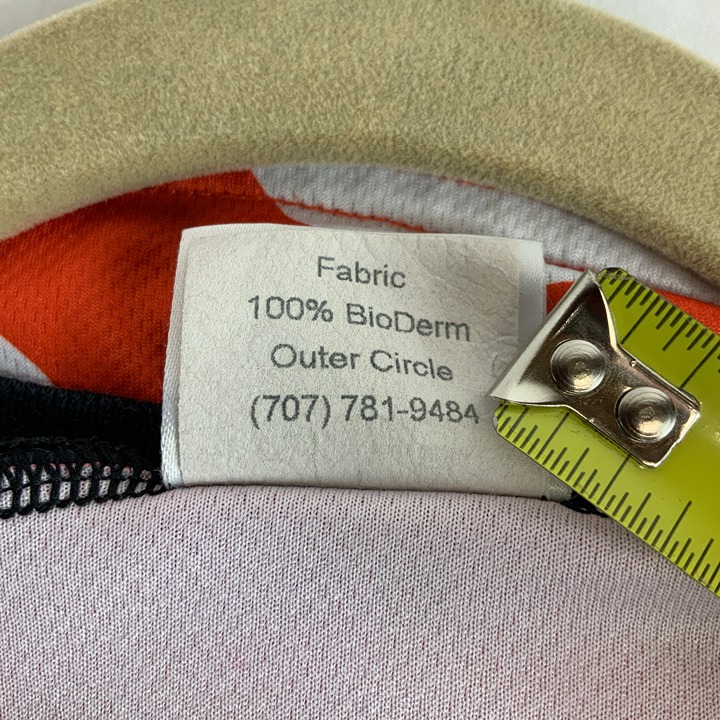 Fabric
100% BioDerm
Outer Circle
(707) 781-9484